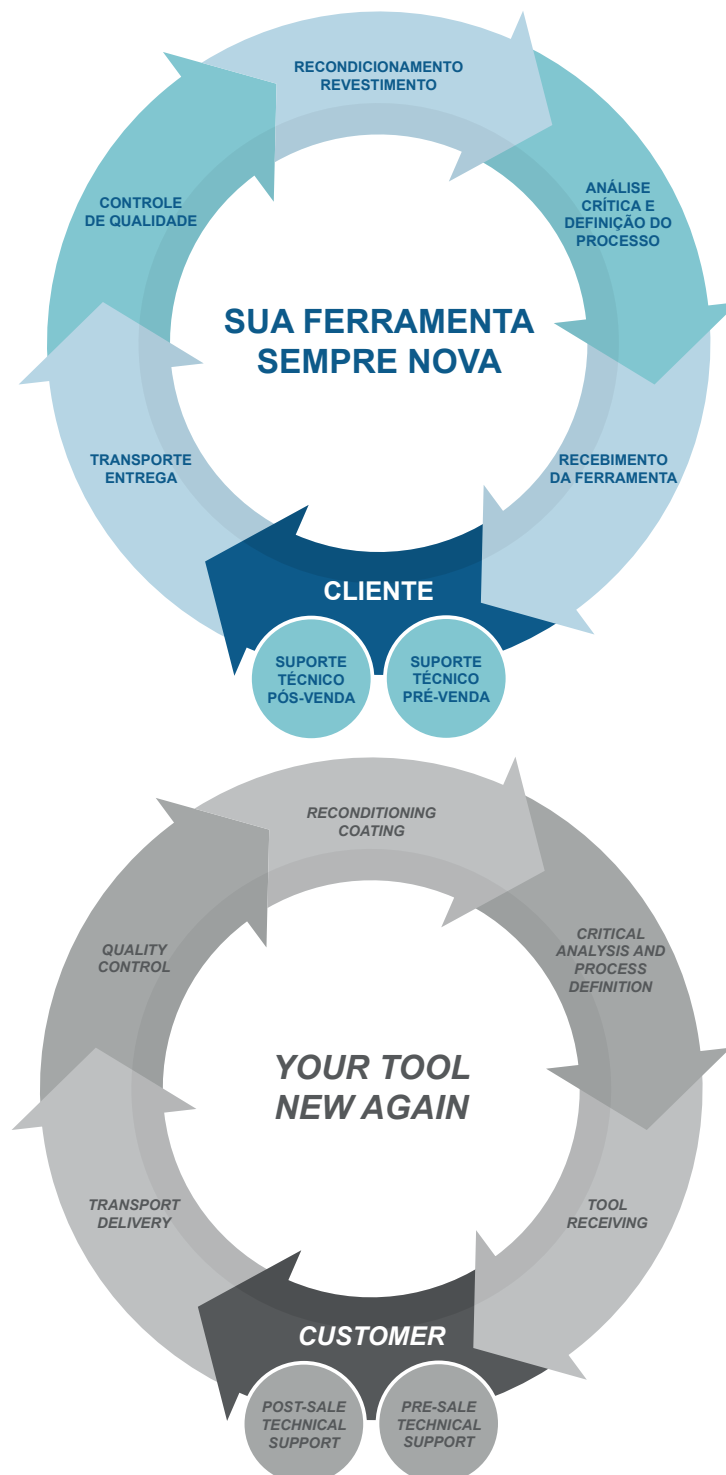 RECONDICIONAMENTO
REVESTIMENTO
CONTROLE
DE QUALIDADE
ANÁLISE
CRÍTICA E
DEFINIÇÃO DO
PROCESSO
SUA FERRAMENTA
SEMPRE NOVA
TRANSPORTE
ENTREGA
RECEBIMENTO
DA FERRAMENTA
CLIENTE
SUPORTE
TÉCNICO
PÓS-VENDA
SUPORTE
TÉCNICO
PRÉ-VENDA
RECONDITIONING
COATING
QUALITY
CONTROL
CRITICAL
ANALYSIS AND
PROCESS
DEFINITION
YOUR TOOL
NEW AGAIN
TRANSPORT
DELIVERY
TOOL
RECEIVING
CUSTOMER
POST-SALE
TECHNICAL
SUPPORT
PRE-SALE
TECHNICAL
SUPPORT